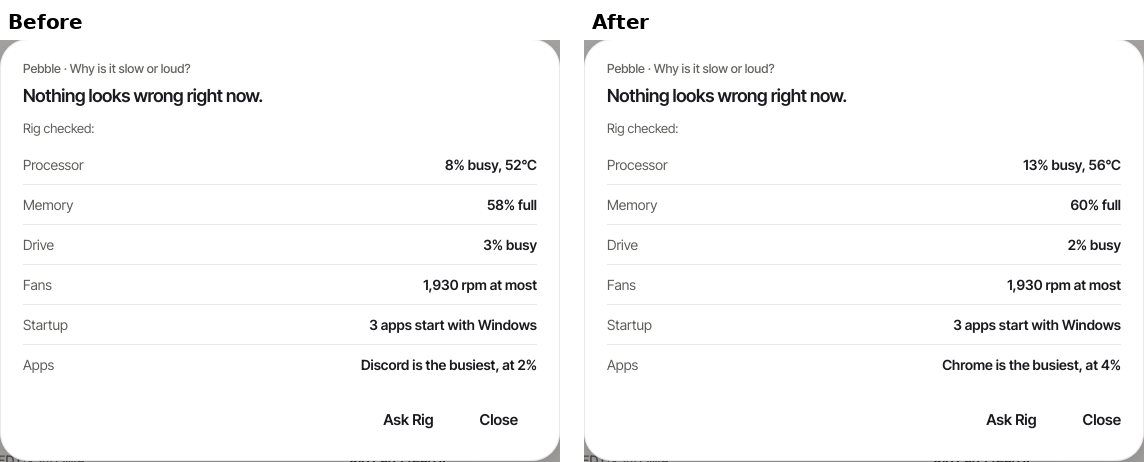 Before
Pebble · Why is it slow or loud?
Nothing looks wrong right now.
Rig checked:
Processor 8% busy, 52°C
Memory 58% full
Drive 3% busy
Fans 1,930 rpm at most
Startup 3 apps start with Windows
Apps Discord is the busiest, at 2%
Ask Rig Close
After
Pebble · Why is it slow or loud?
Nothing looks wrong right now.
Rig checked:
Processor 13% busy, 56°C
Memory 60% full
Drive 2% busy
Fans 1,930 rpm at most
Startup 3 apps start with Windows
Apps Chrome is the busiest, at 4%
Ask Rig Close